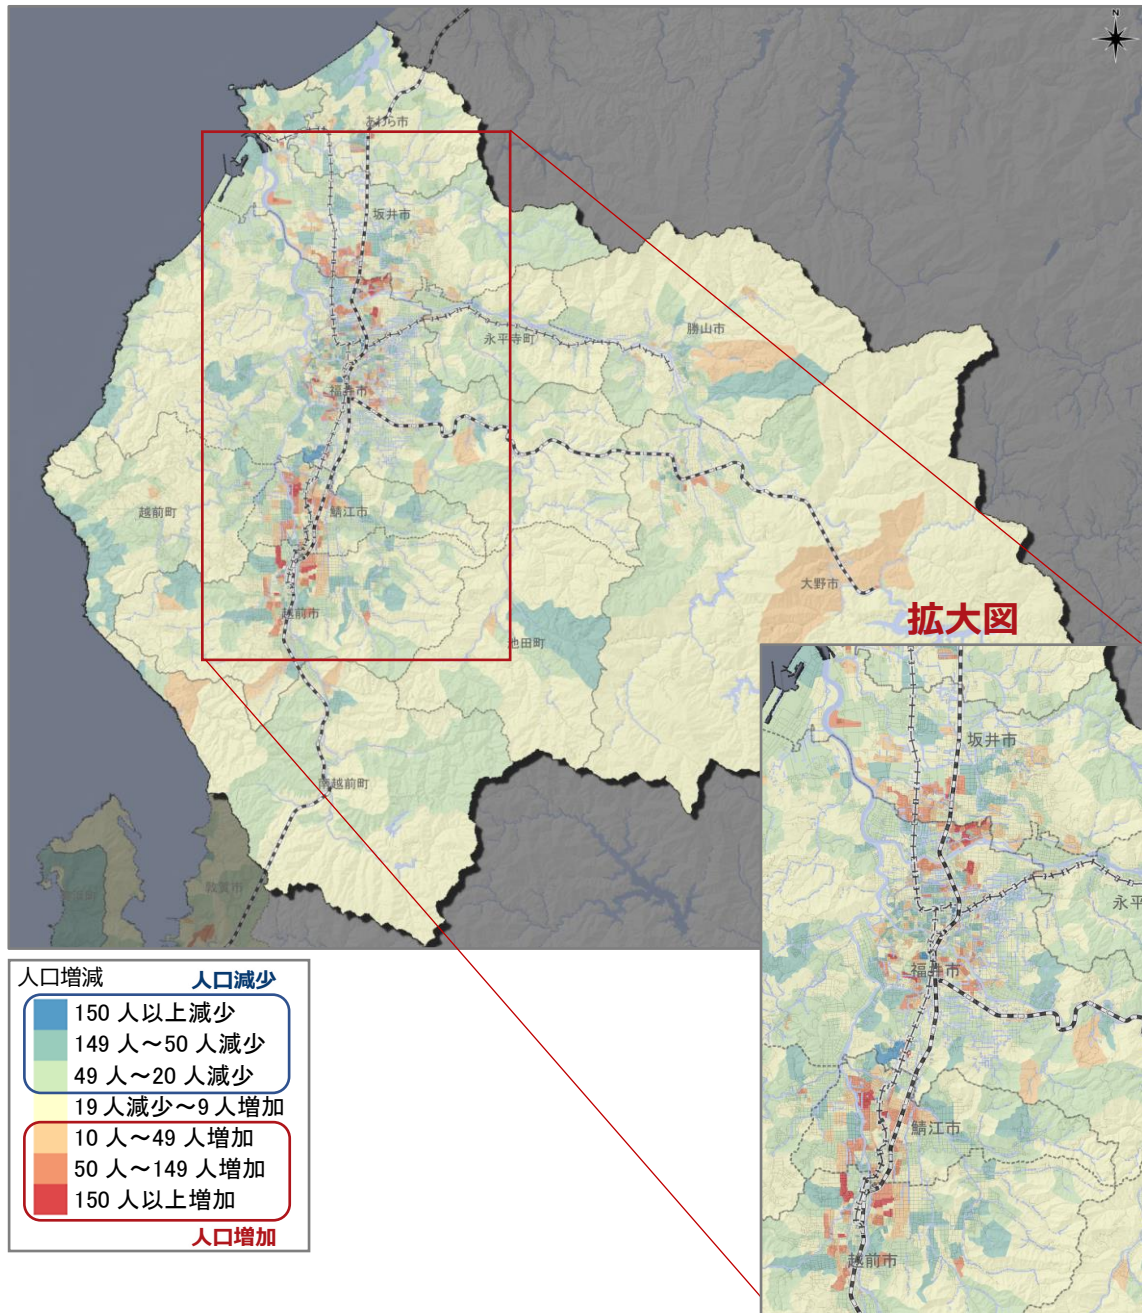 N
あわら市
坂井市
永平寺町
勝山市
福井市
越前町
鯖江市
大野市
越前市
池田町
南越前町
敦賀市
拡大図
坂井市
永平
福井市
鯖江市
越前市
人口増減
人口減少
150 人以上減少
149 人～50 人減少
49 人～20 人減少
19 人減少～9 人増加
10 人～49 人増加
50 人～149 人増加
150 人以上増加
人口増加